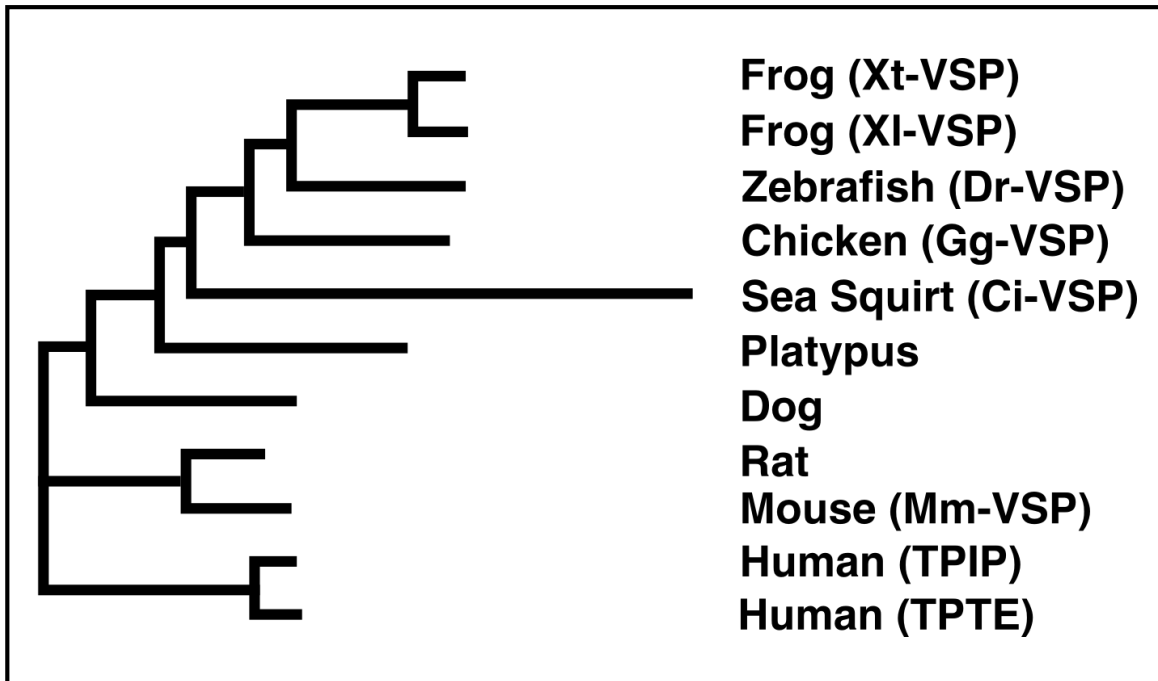 Frog (Xt-VSP)
Frog (Xl-VSP)
Zebrafish (Dr-VSP)
Chicken (Gg-VSP)
Sea Squirt (Ci-VSP)
Platypus
Dog
Rat
Mouse (Mm-VSP)
Human (TPIP)
Human (TPTE)